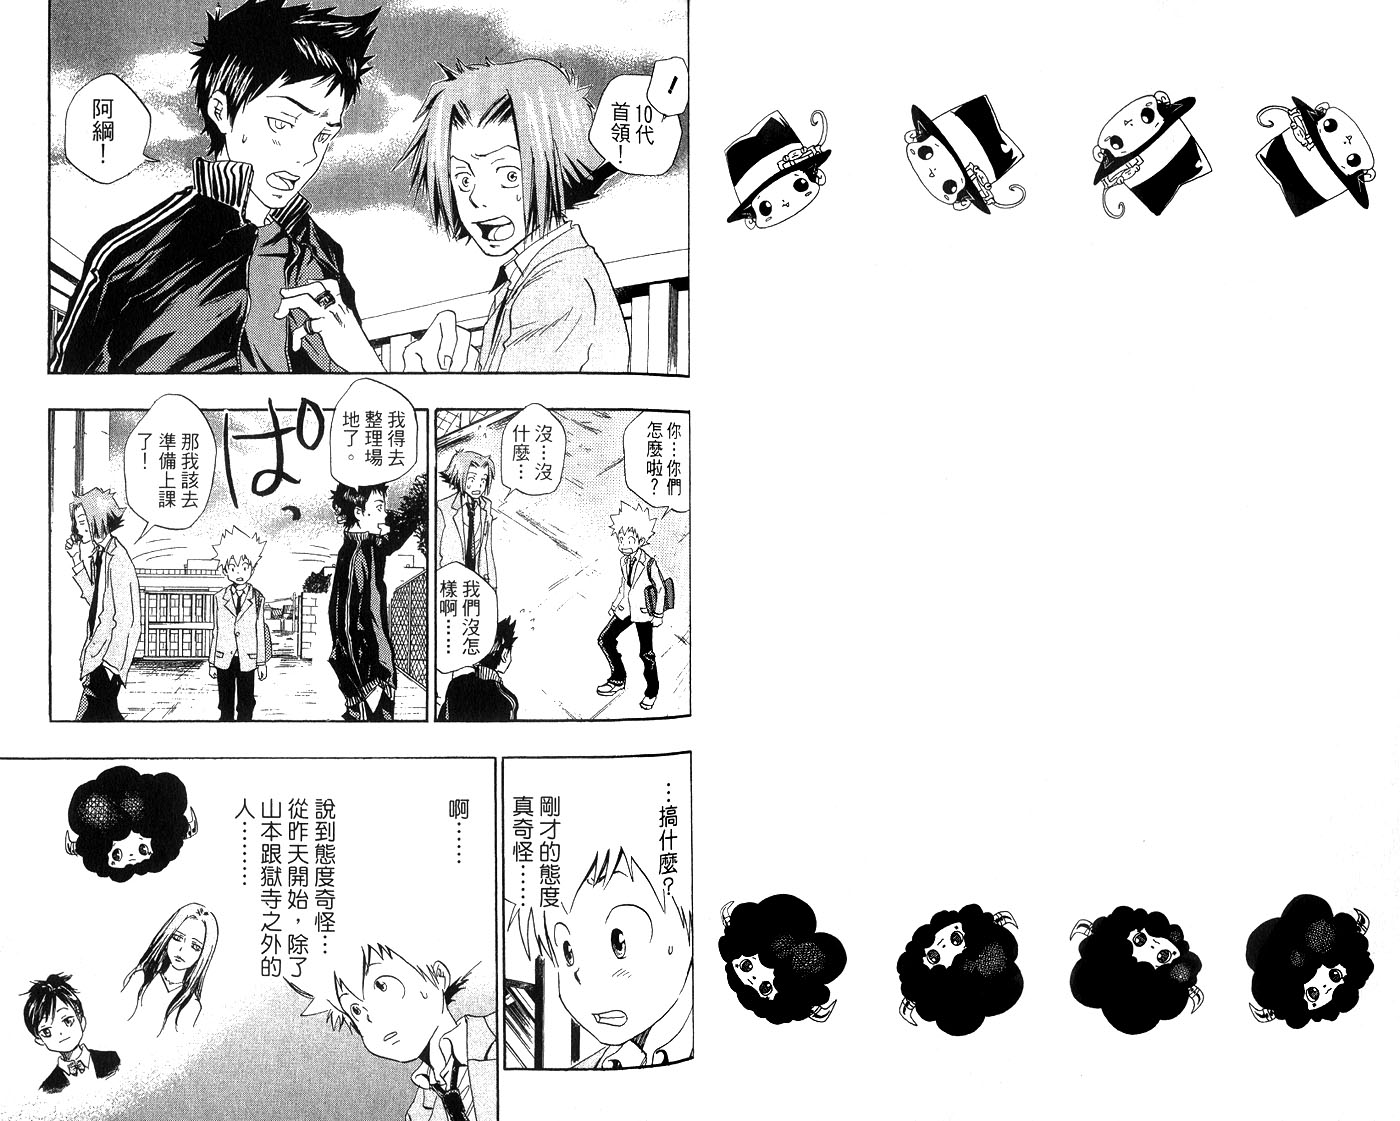 !
10代
首領!
阿綱!
你…你們
怎麼啦?
沒…沒
什麼…
我們沒怎
樣啊……
我得去
整理場
地了。
ぱっ
那我該去
準備上課
了!
…搞什麼?
剛才的態度
真奇怪……
啊……
說到態度奇怪…
從昨天開始,除了
山本跟獄寺之外的
人………